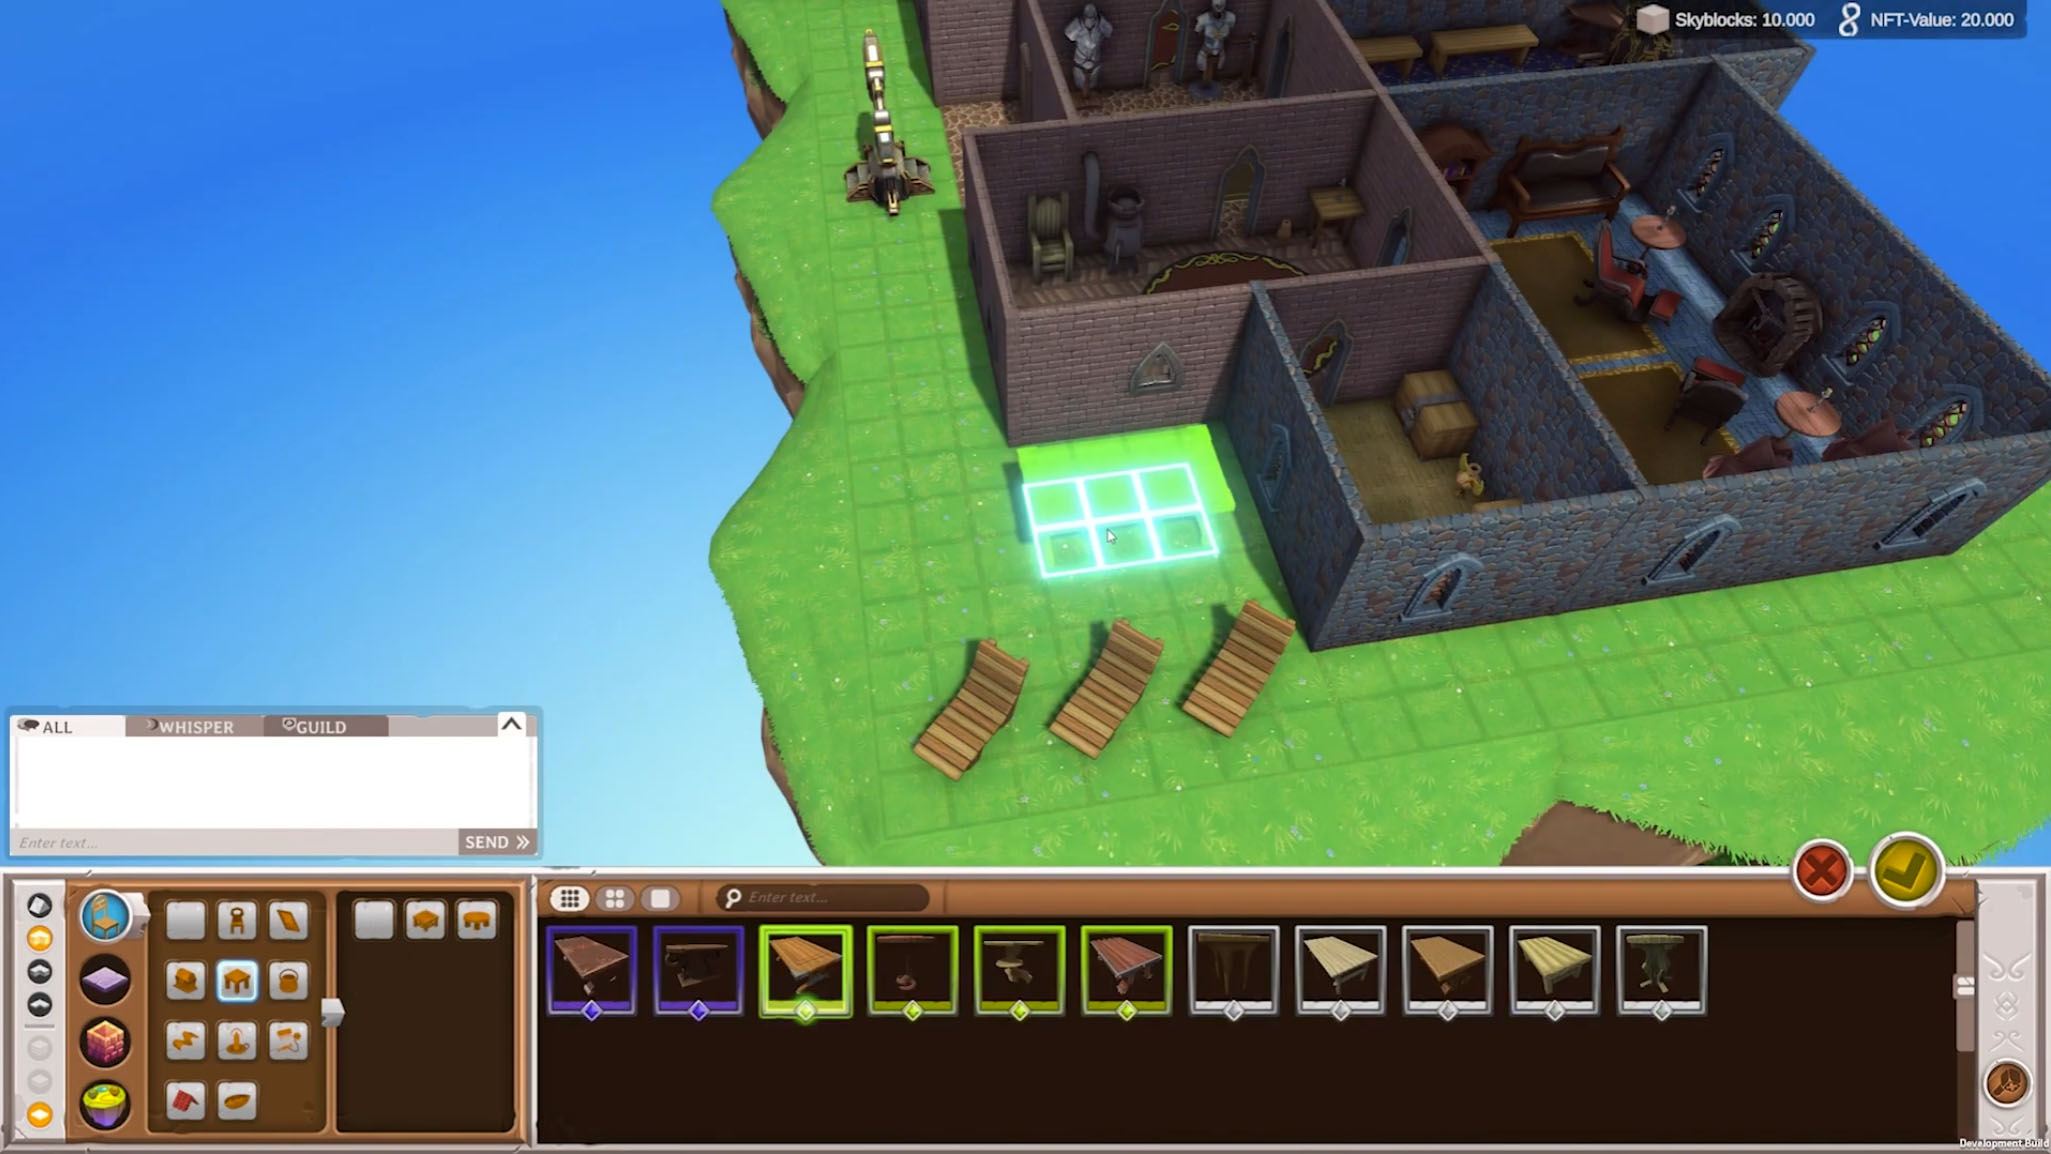 Skyblocks: 10.000 NFT-Value: 20.000
ALL WHISPER GUILD
Enter text...
SEND
Enter text...
Development Build